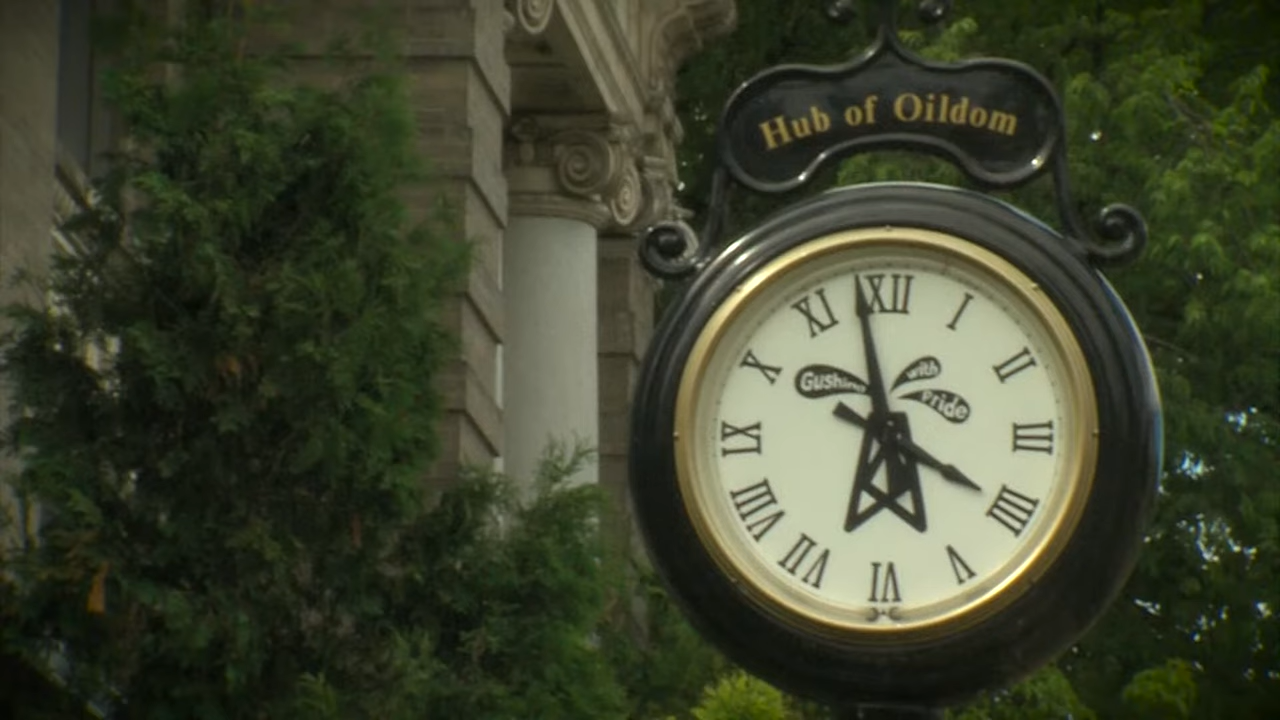 Hub of Oildom
XII
I
II
III
IIII
V
VI
VII
VIII
IX
X
XI
Gushing
with
Pride